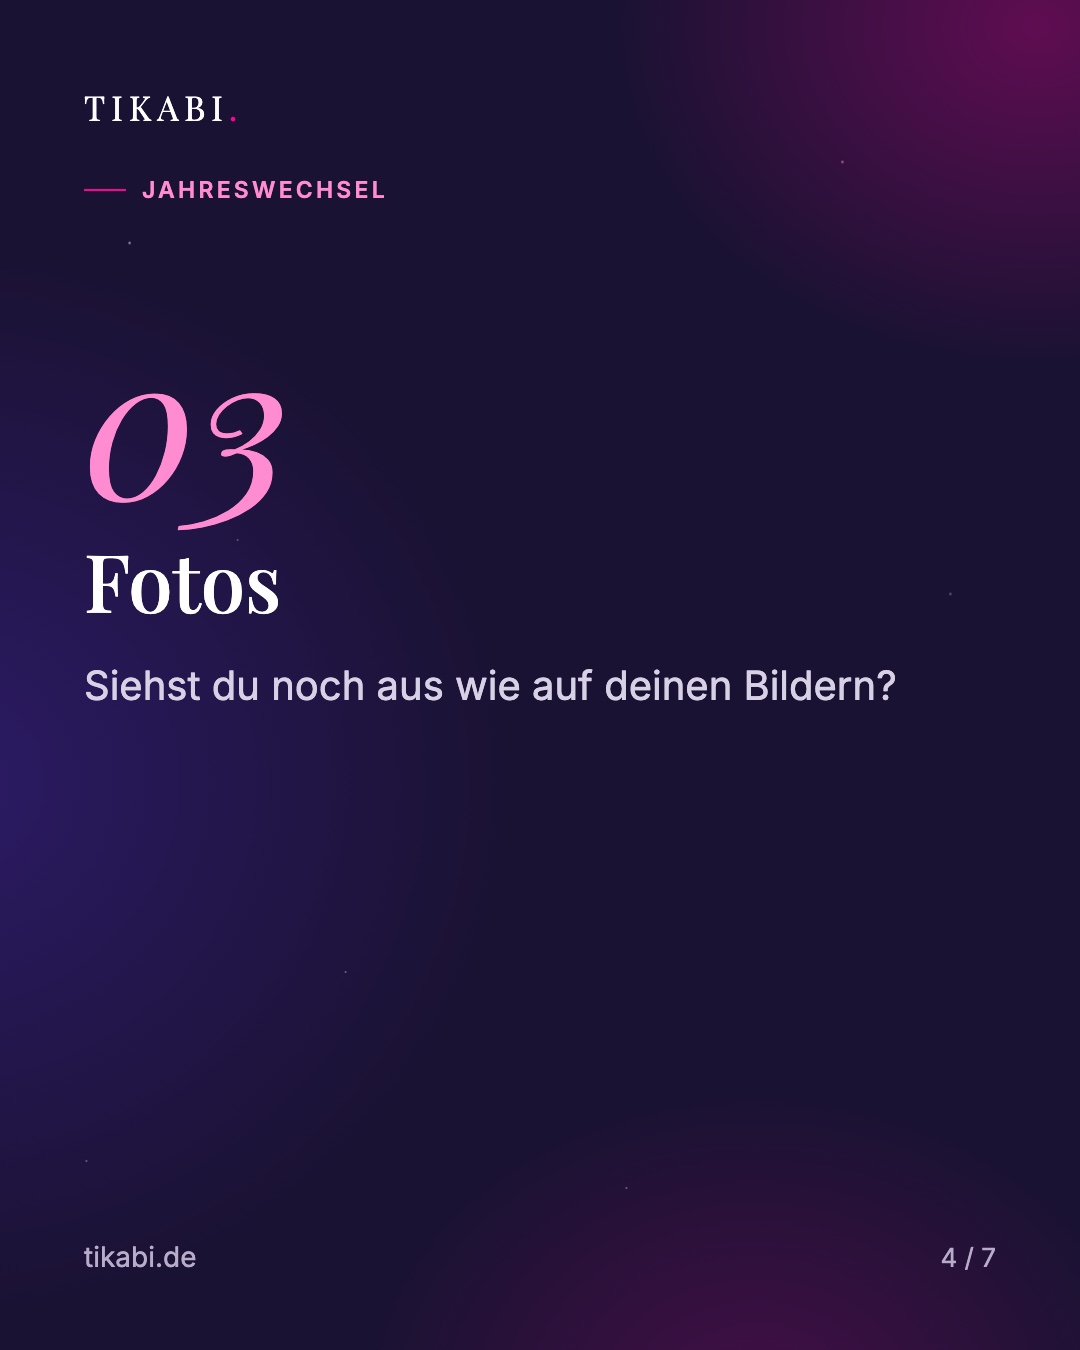 TIKABI.
JAHRESWECHSEL
03
Fotos
Siehst du noch aus wie auf deinen Bildern?
tikabi.de
4 / 7